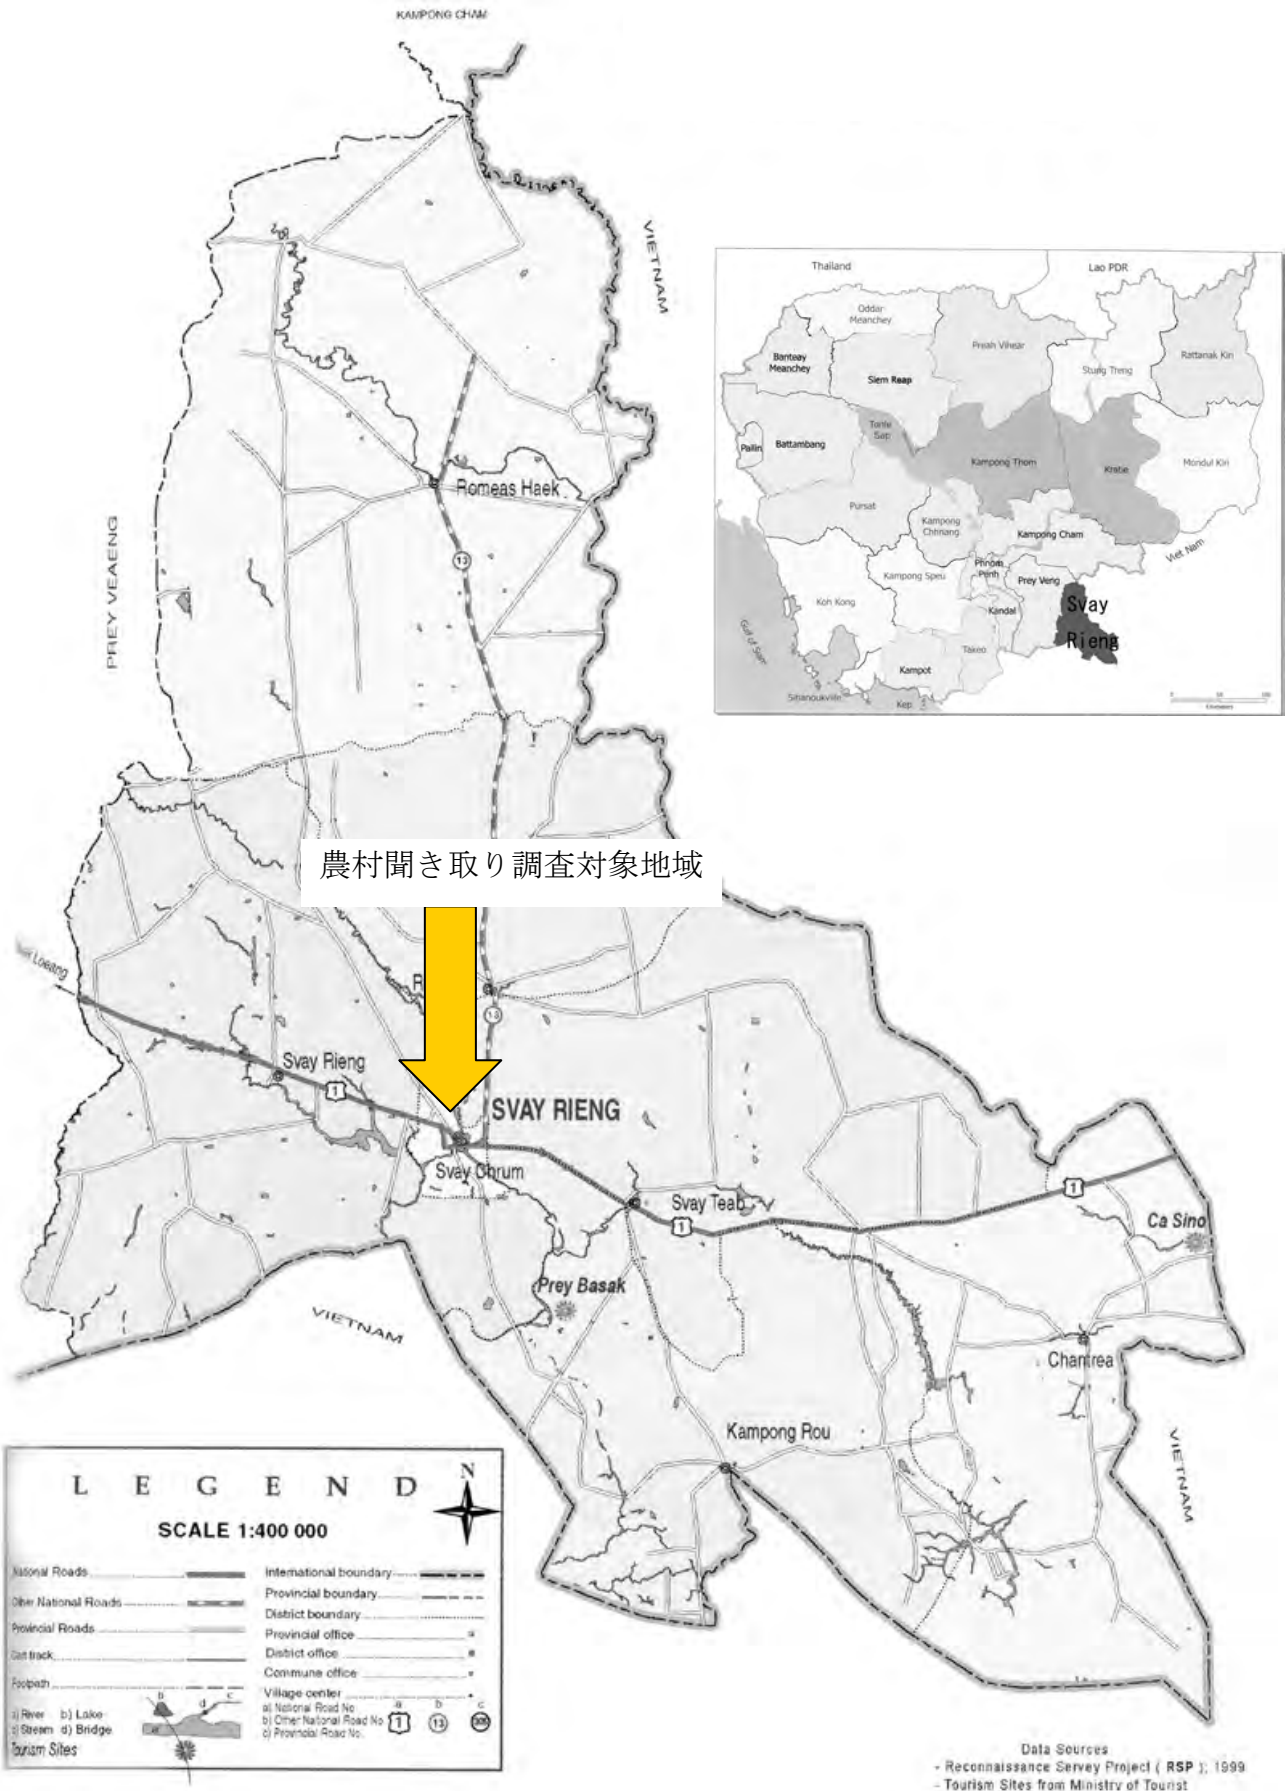 KAMPONG CHAM
VIETNAM
Thailand
Lao PDR
Oddar
Meanchey
Preah Vihear
Rattanak Kiri
Banteay
Meanchey
Stung Treng
Siem Reap
Tonle
Sap
Pailin
Battambang
Kampong Thom
Kratie
Mondul Kiri
Romeas Haek
Pursat
Kampong
Chhnang
Kampong Cham
PREY VEAENG
13
Viet Nam
Phnom
Penh
Kampong Speu
Prey Veng
Koh Kong
Kandal
Svay
Rieng
Gulf of Siam
Takeo
Kampot
Sihanoukville
Kep
0 50 100
Kilometers
農村聞き取り調査対象地域
Loeang
R
13
Svay Rieng
1
SVAY RIENG
Svay Chrum
Svay Teab
1
1
Ca Sino
Prey Basak
VIETNAM
Chantrea
Kampong Rou
VIETNAM
LEGEND
N
SCALE 1:400 000
National Roads
Other National Roads
Provincial Roads
Cart track
Footpath
a) River b) Lake
c) Stream d) Bridge
Tourism Sites
b
d
c
a
International boundary
Provincial boundary
District boundary
Provincial office
District office
Commune office
Village center
a) National Road No
b) Other National Road No
c) Provincial Road No.
a
b
c
1
13
305
Data Sources
- Reconnaissance Servey Project ( RSP ); 1999
- Tourism Sites from Ministry of Tourist